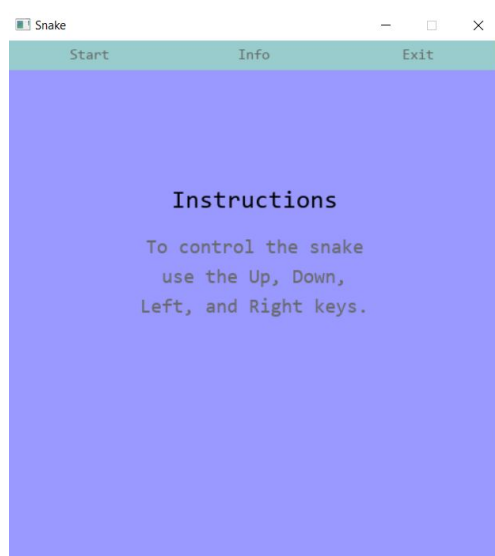 Snake
Start Info Exit
Instructions
To control the snake
use the Up, Down,
Left, and Right keys.